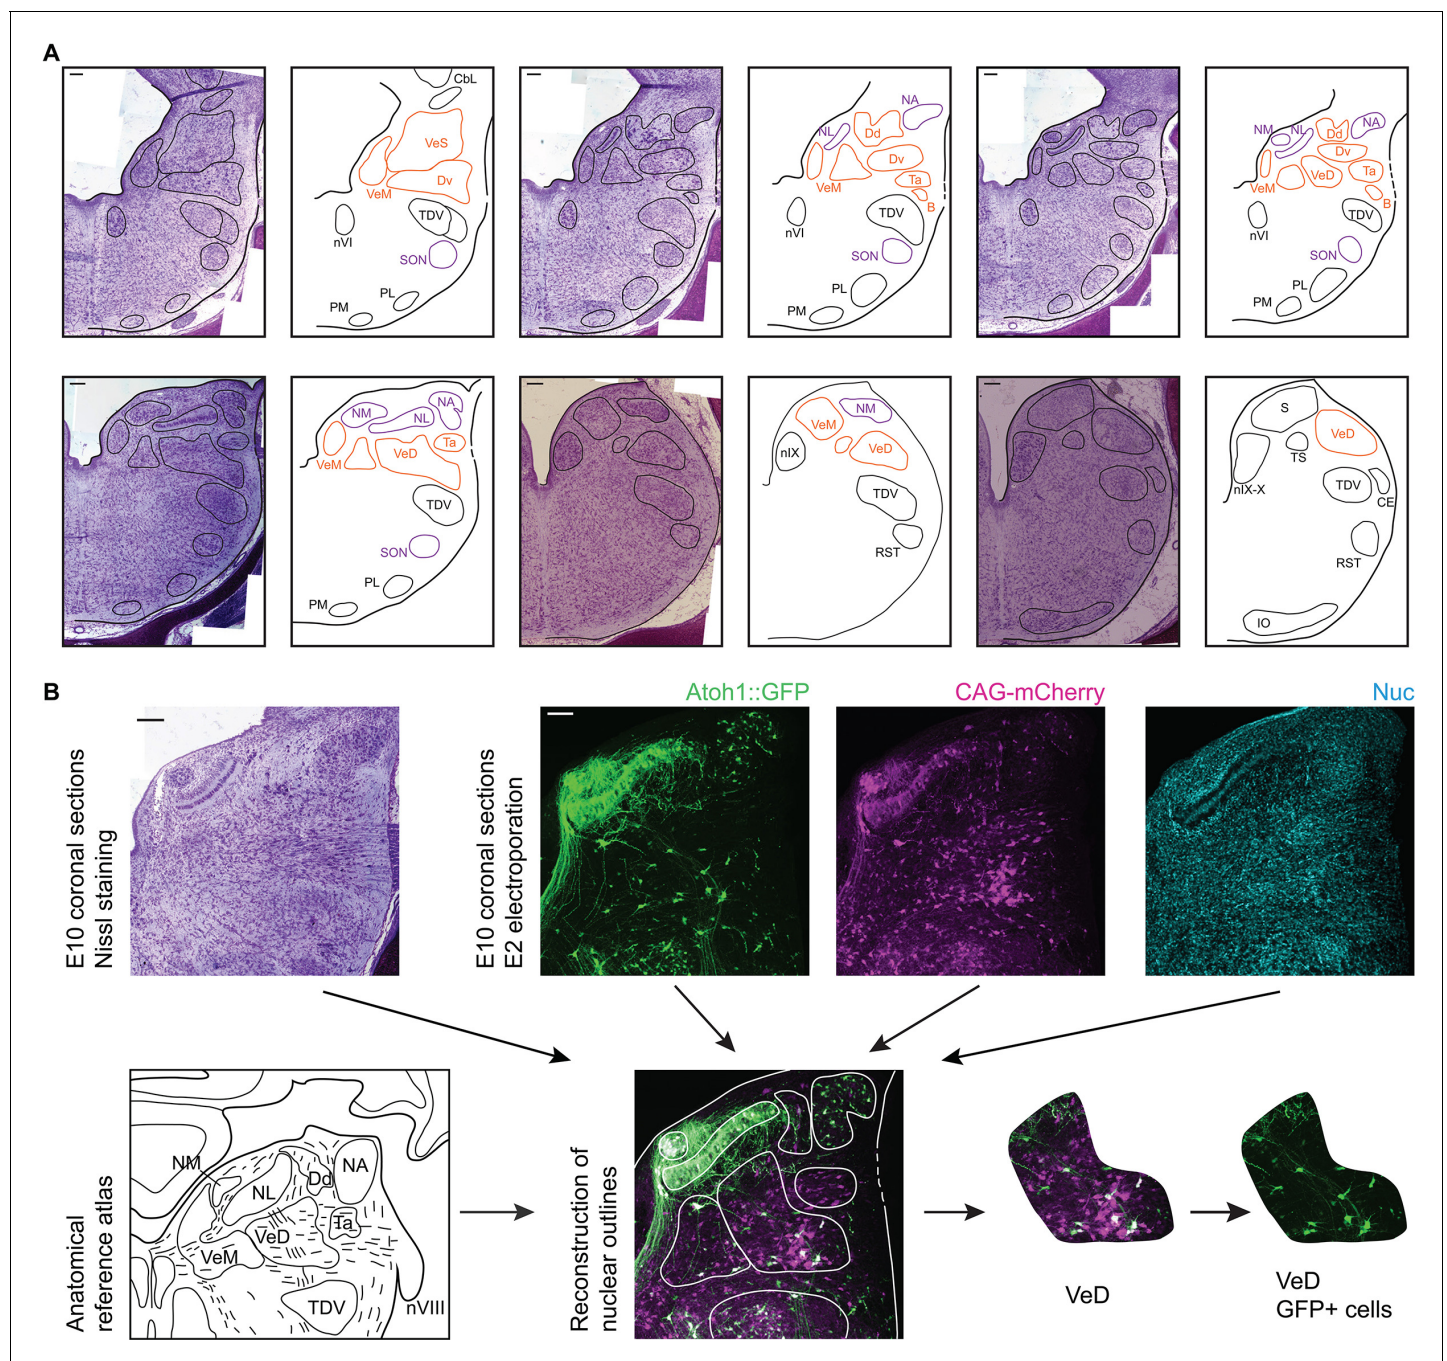 A
CbL
VeS
VeM
Dv
TDV
nVI
SON
PL
PM
NA
NL
Dd
Dv
VeM
Ta
B
TDV
nVI
SON
PL
PM
NM
NL
NA
Dd
Dv
VeM
VeD
Ta
B
TDV
nVI
SON
PL
PM
NM
NA
NL
VeM
VeD
Ta
TDV
SON
PL
PM
VeM
NM
nIX
VeD
TDV
RST
S
VeD
TS
nIX-X
TDV
CE
RST
IO
B
Atoh1::GFP
CAG-mCherry
Nuc
E10 coronal sections
Nissl staining
E10 coronal sections
E2 electroporation
Anatomical
reference atlas
NM
NL
Dd
NA
Ta
VeD
VeM
TDV
nVIII
Reconstruction of
nuclear outlines
VeD
VeD
GFP+ cells